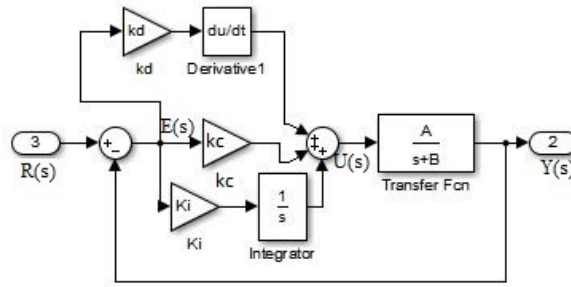 kd
du/dt
kd
Derivative1
E(s)
3
+
−
kc
+
+
+
A
s+B
2
R(s)
U(s)
Y(s)
Transfer Fcn
kc
Ki
1
s
Ki
Integrator